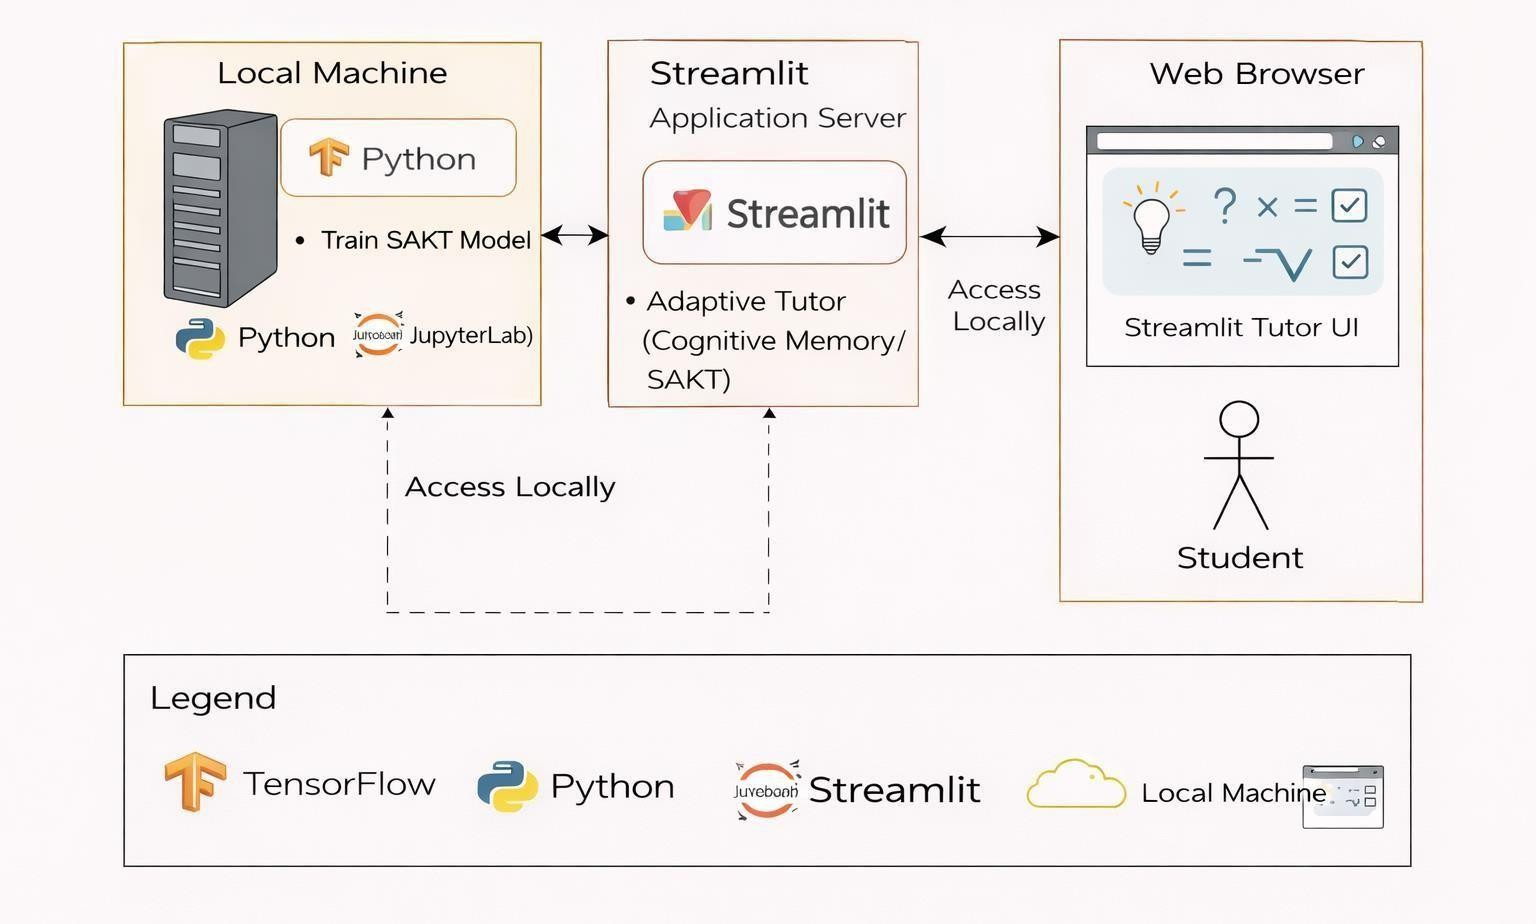 Local Machine
Python
• Train SAKT Model
Python
JupyterLab)
Streamlit
Application Server
Streamlit
• Adaptive Tutor
(Cognitive Memory/
SAKT)
Access
Locally
Web Browser
? × =
=
Streamlit Tutor UI
Student
Access Locally
Legend
TensorFlow
Python
Streamlit
Local Machine